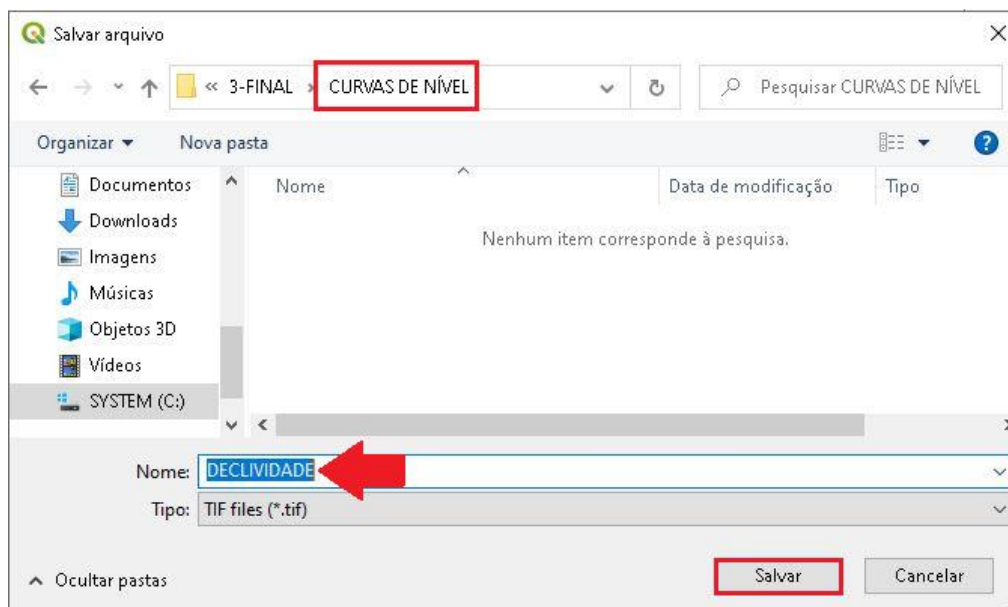 Salvar arquivo
« 3-FINAL › CURVAS DE NÍVEL
Pesquisar CURVAS DE NÍVEL
Organizar
Nova pasta
Nome
Data de modificação
Tipo
Documentos
Downloads
Imagens
Músicas
Objetos 3D
Vídeos
SYSTEM (C:)
Nenhum item corresponde à pesquisa.
Nome: DECLIVIDADE
Tipo: TIF files (*.tif)
Ocultar pastas
Salvar
Cancelar